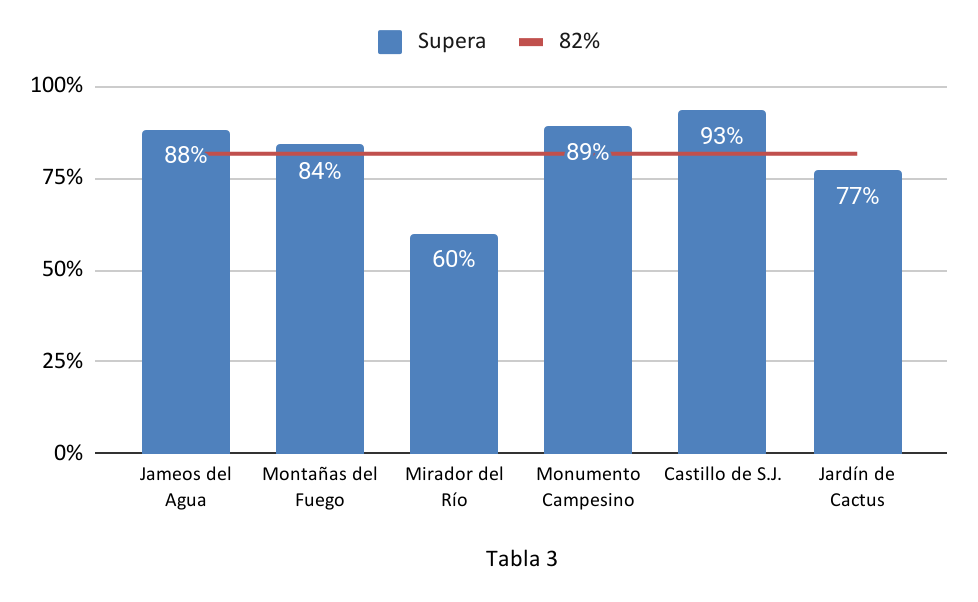 Supera 82%
100%
75%
50%
25%
0%
88%
84%
60%
89%
93%
77%
Jameos del
Agua
Montañas del
Fuego
Mirador del
Río
Monumento
Campesino
Castillo de S.J.
Jardín de
Cactus
Tabla 3